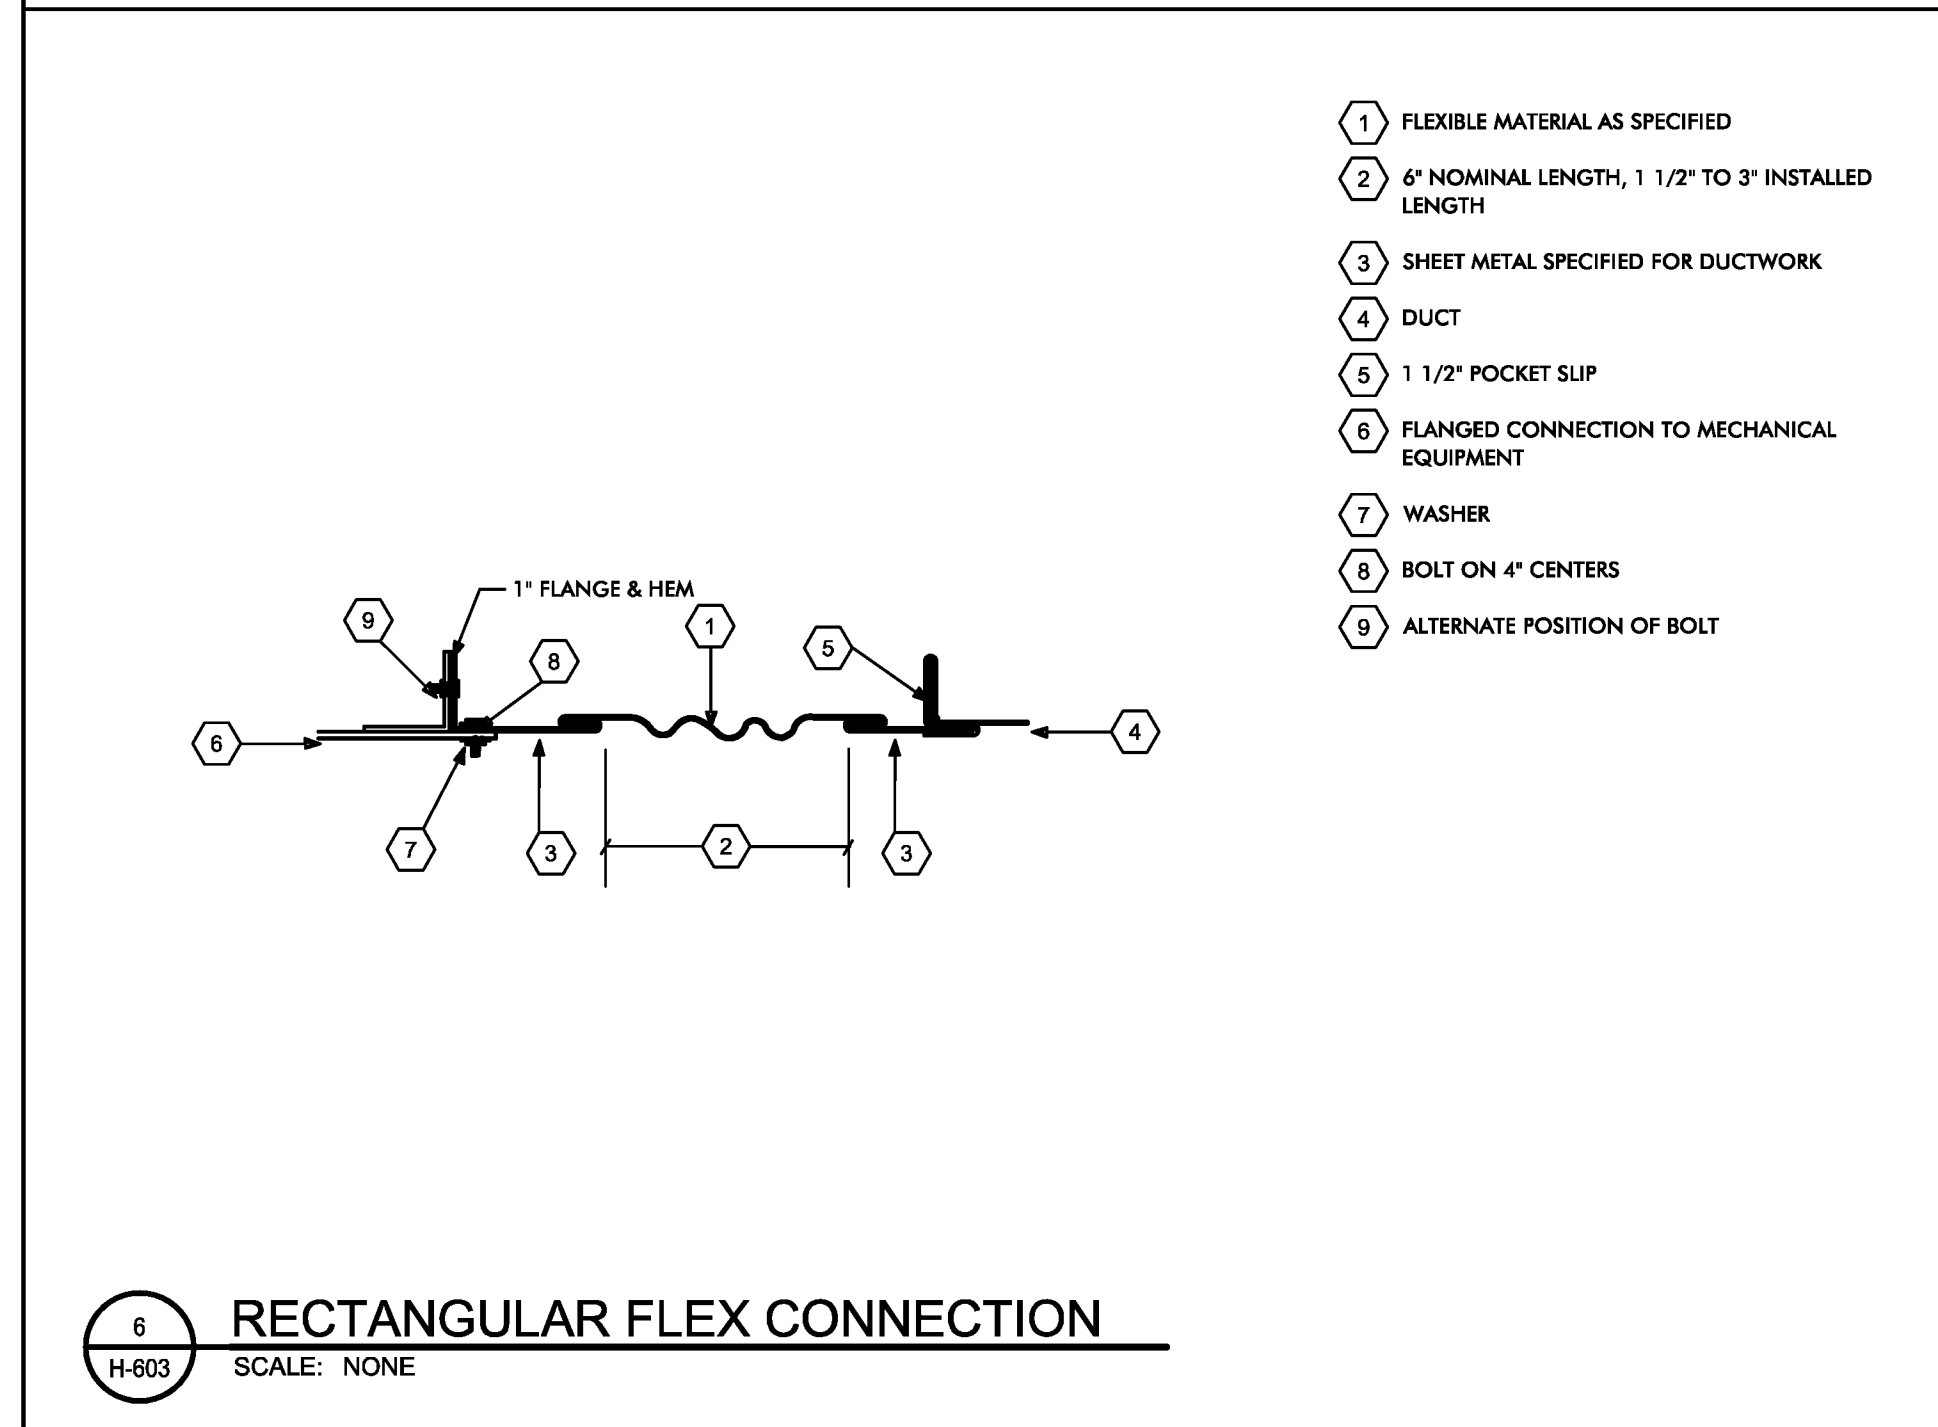 1 FLEXIBLE MATERIAL AS SPECIFIED
2 6" NOMINAL LENGTH, 1 1/2" TO 3" INSTALLED
LENGTH
3 SHEET METAL SPECIFIED FOR DUCTWORK
4 DUCT
5 1 1/2" POCKET SLIP
6 FLANGED CONNECTION TO MECHANICAL
EQUIPMENT
7 WASHER
8 BOLT ON 4" CENTERS
9 ALTERNATE POSITION OF BOLT
1" FLANGE & HEM
9
1
8
5
6
4
7
3
2
3
6
H-603
RECTANGULAR FLEX CONNECTION
SCALE: NONE